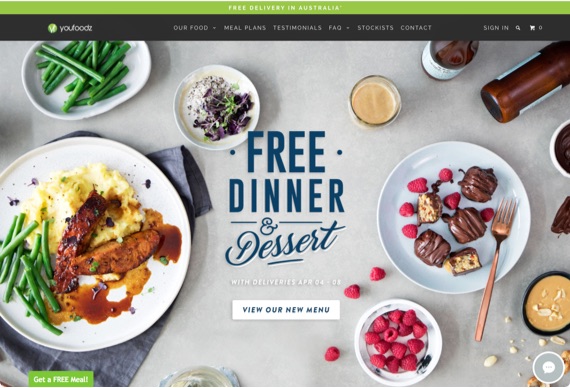 FREE DELIVERY IN AUSTRALIA*
youfoodz
OUR FOOD MEAL PLANS TESTIMONIALS FAQ STOCKISTS CONTACT
SIGN IN 0
· FREE ·
DINNER
&
Dessert
WITH DELIVERIES APR 04 - 08
VIEW OUR NEW MENU
Get a FREE Meal!